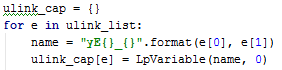 ulink_cap = {}
for e in ulink_list:
    name = "yE{}_{}".format(e[0], e[1])
    ulink_cap[e] = LpVariable(name, 0)